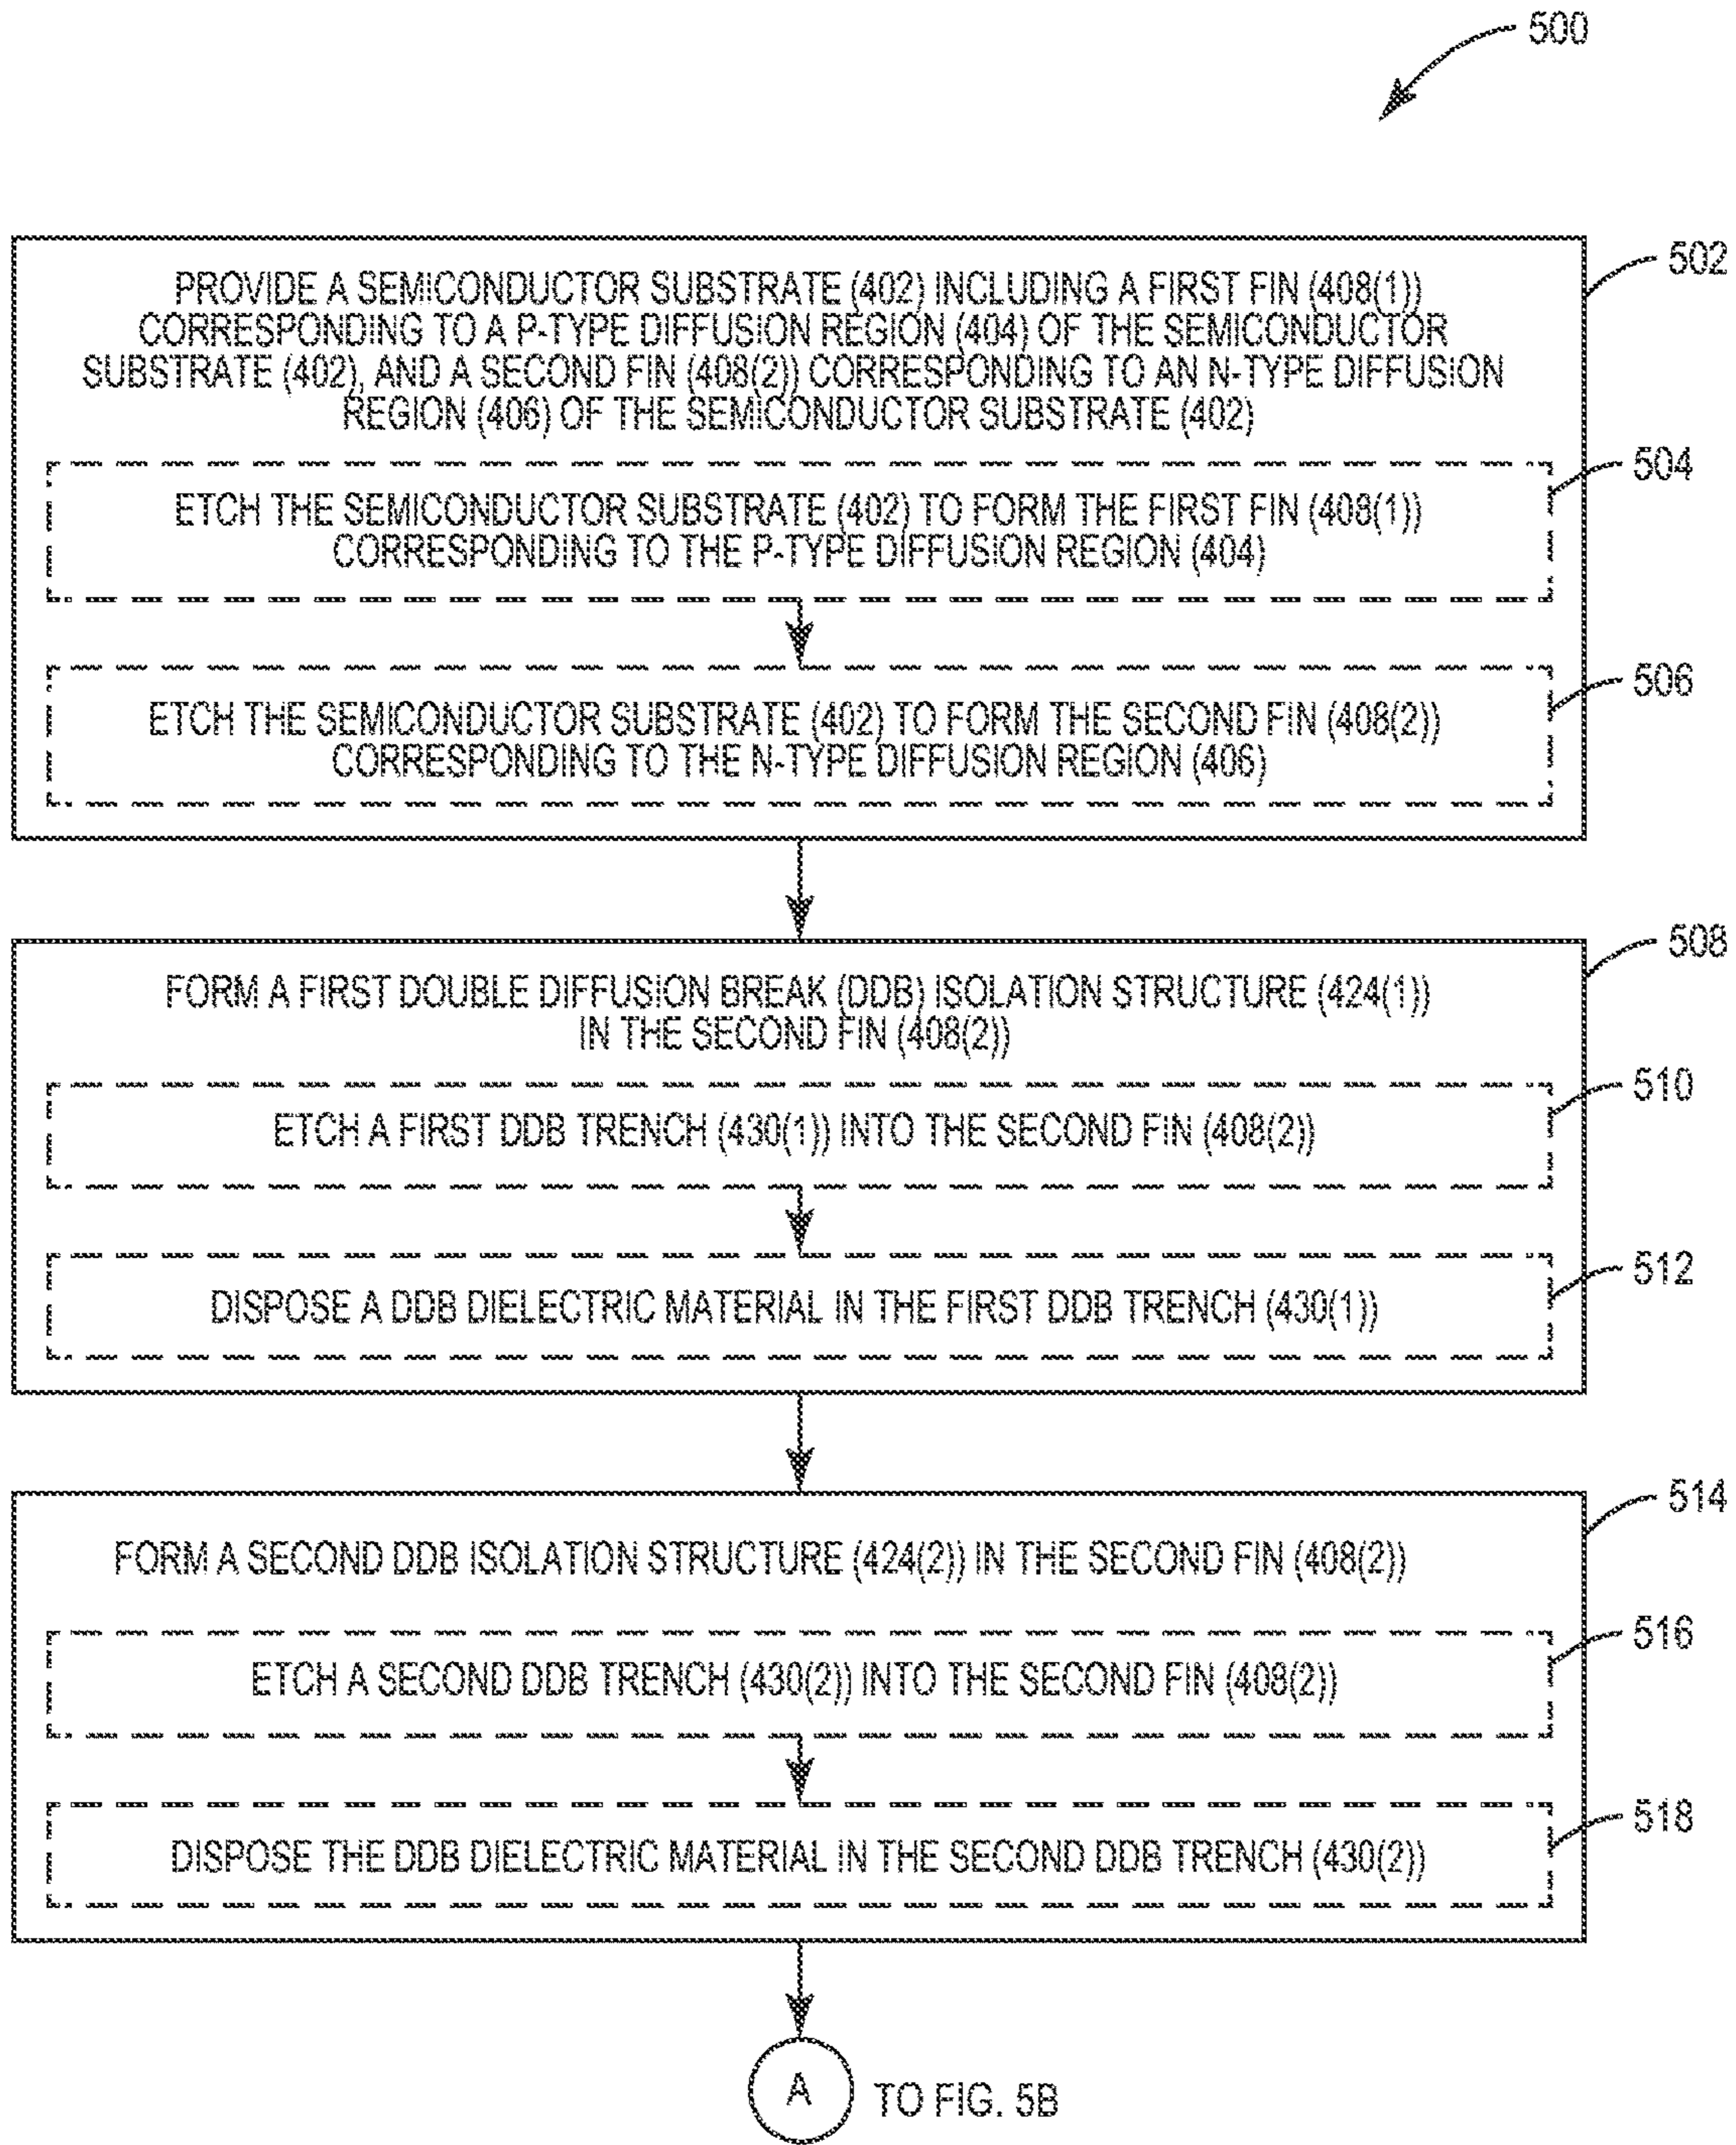 500
502
PROVIDE A SEMICONDUCTOR SUBSTRATE (402) INCLUDING A FIRST FIN (408(1))
CORRESPONDING TO A P-TYPE DIFFUSION REGION (404) OF THE SEMICONDUCTOR
SUBSTRATE (402), AND A SECOND FIN (408(2)) CORRESPONDING TO AN N-TYPE DIFFUSION
REGION (406) OF THE SEMICONDUCTOR SUBSTRATE (402)
504
ETCH THE SEMICONDUCTOR SUBSTRATE (402) TO FORM THE FIRST FIN (408(1))
CORRESPONDING TO THE P-TYPE DIFFUSION REGION (404)
506
ETCH THE SEMICONDUCTOR SUBSTRATE (402) TO FORM THE SECOND FIN (408(2))
CORRESPONDING TO THE N-TYPE DIFFUSION REGION (406)
508
FORM A FIRST DOUBLE DIFFUSION BREAK (DDB) ISOLATION STRUCTURE (424(1))
IN THE SECOND FIN (408(2))
510
ETCH A FIRST DDB TRENCH (430(1)) INTO THE SECOND FIN (408(2))
512
DISPOSE A DDB DIELECTRIC MATERIAL IN THE FIRST DDB TRENCH (430(1))
514
FORM A SECOND DDB ISOLATION STRUCTURE (424(2)) IN THE SECOND FIN (408(2))
516
ETCH A SECOND DDB TRENCH (430(2)) INTO THE SECOND FIN (408(2))
518
DISPOSE THE DDB DIELECTRIC MATERIAL IN THE SECOND DDB TRENCH (430(2))
A TO FIG. 5B